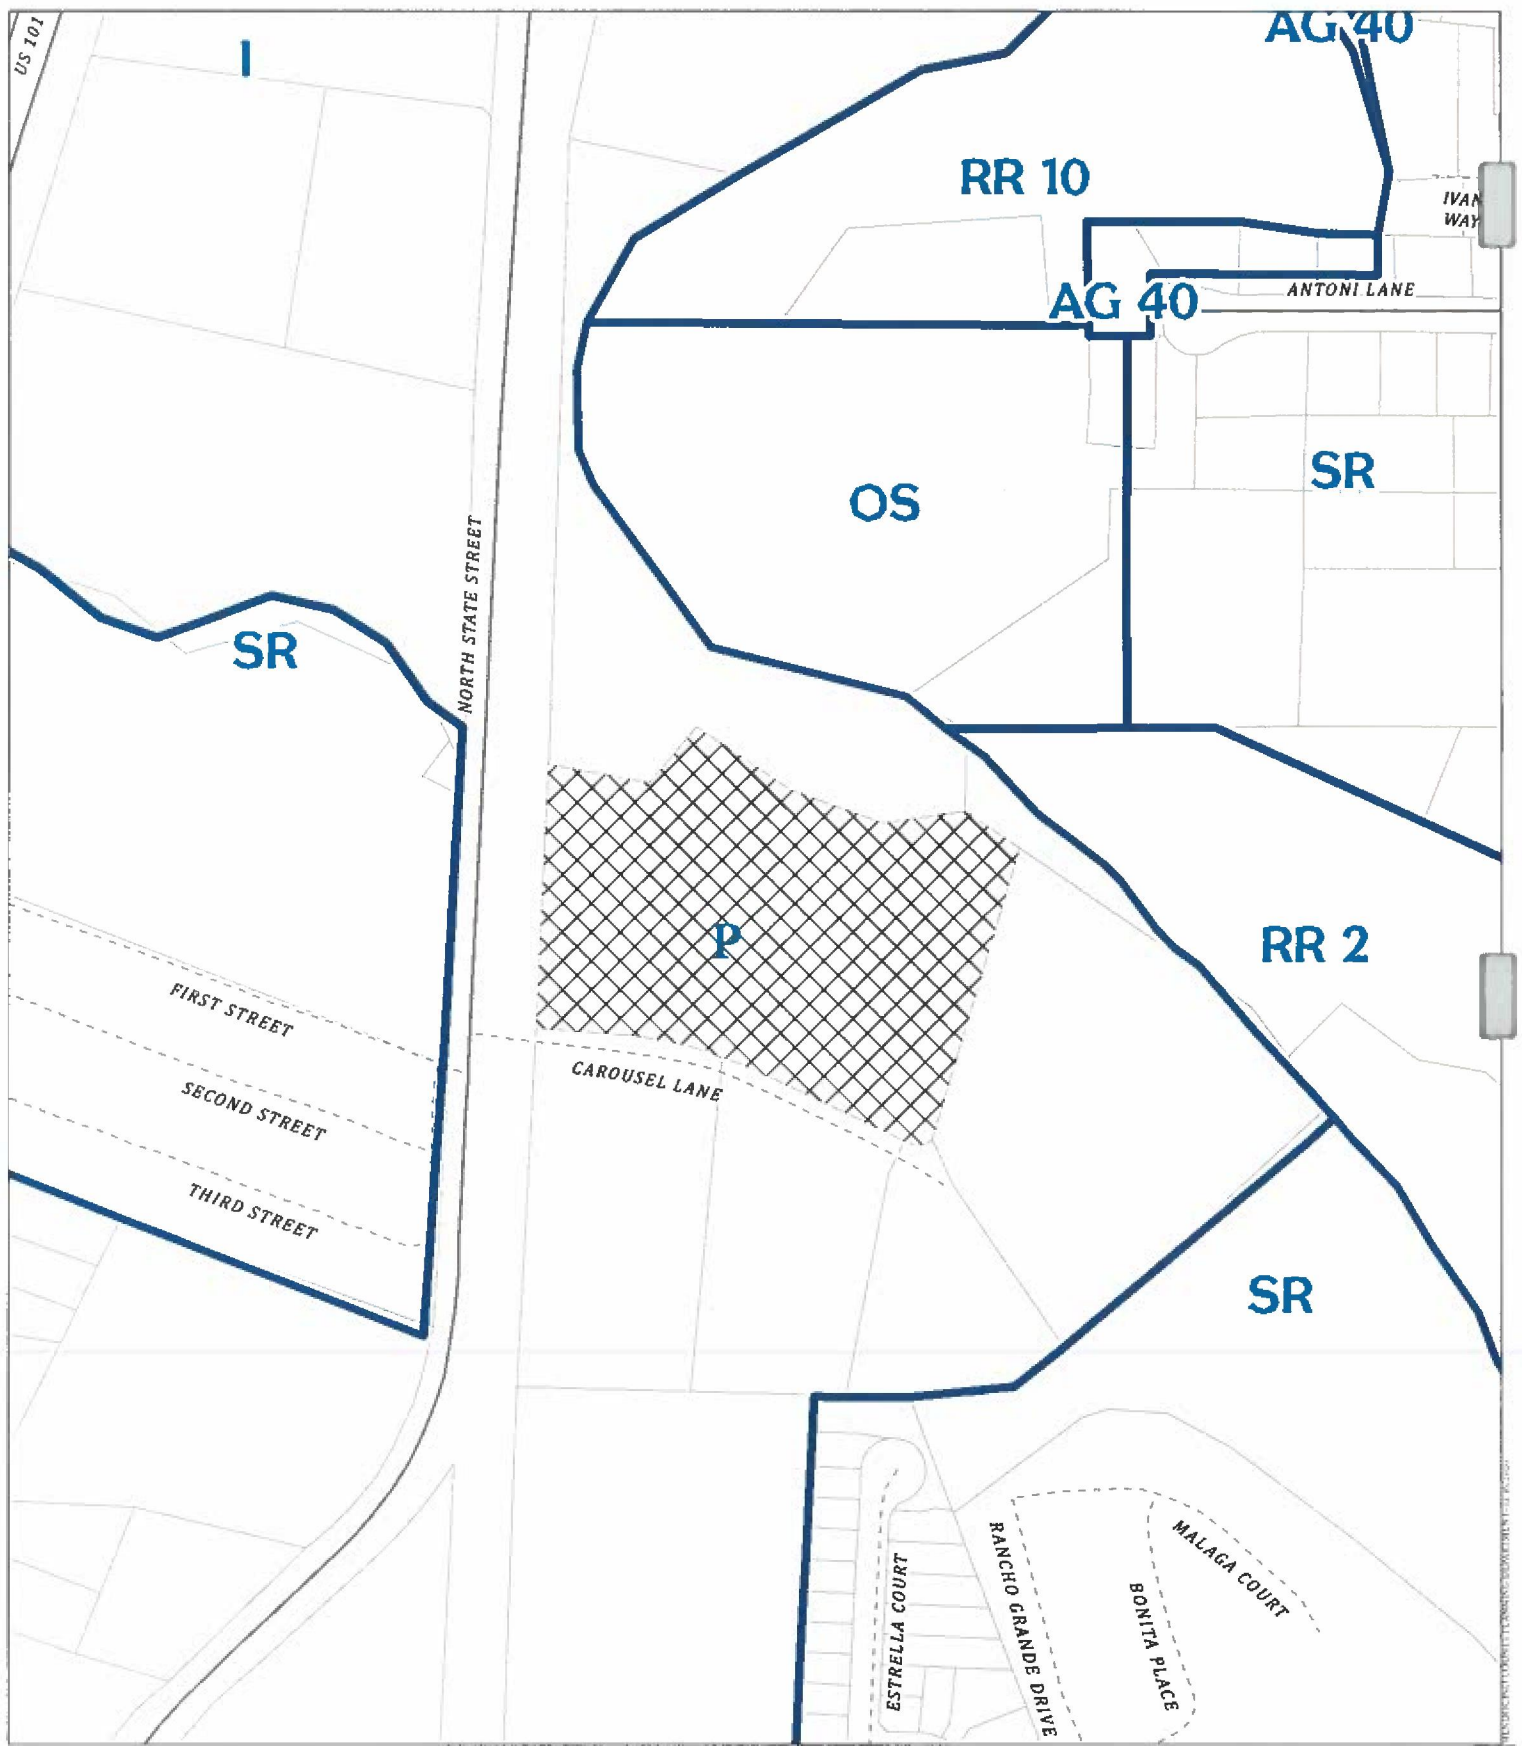 US 101
I
AG 40
RR 10
IVAN
WAY
ANTONI LANE
AG 40
SR
OS
NORTH STATE STREET
SR
P
RR 2
FIRST STREET
CAROUSEL LANE
SECOND STREET
THIRD STREET
SR
MALAGA COURT
RANCHO GRANDE DRIVE
ESTRELLA COURT
BONITA PLACE